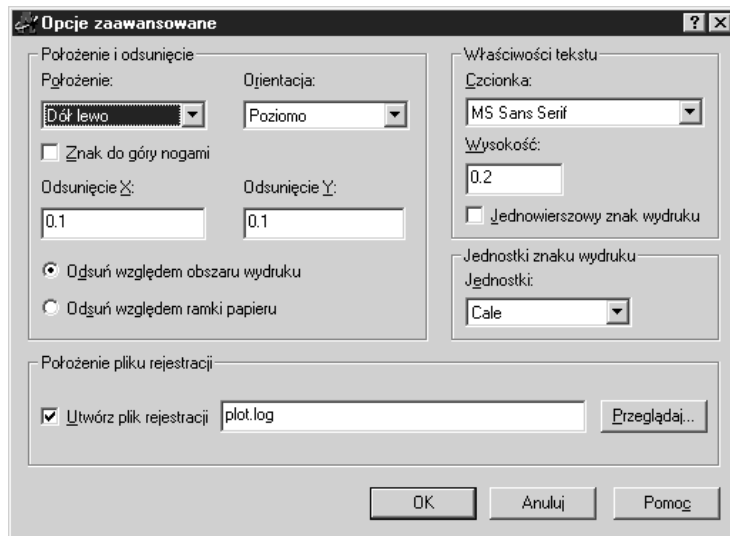 Opcje zaawansowane
Położenie i odsunięcie
Położenie:
Orientacja:
Dół lewo
Poziomo
Znak do góry nogami
Odsunięcie X:
Odsunięcie Y:
0.1
0.1
Odsuń względem obszaru wydruku
Odsuń względem ramki papieru
Właściwości tekstu
Czcionka:
MS Sans Serif
Wysokość:
0.2
Jednowierszowy znak wydruku
Jednostki znaku wydruku
Jednostki:
Cale
Położenie pliku rejestracji
Utwórz plik rejestracji
plot.log
Przeglądaj...
OK
Anuluj
Pomoc